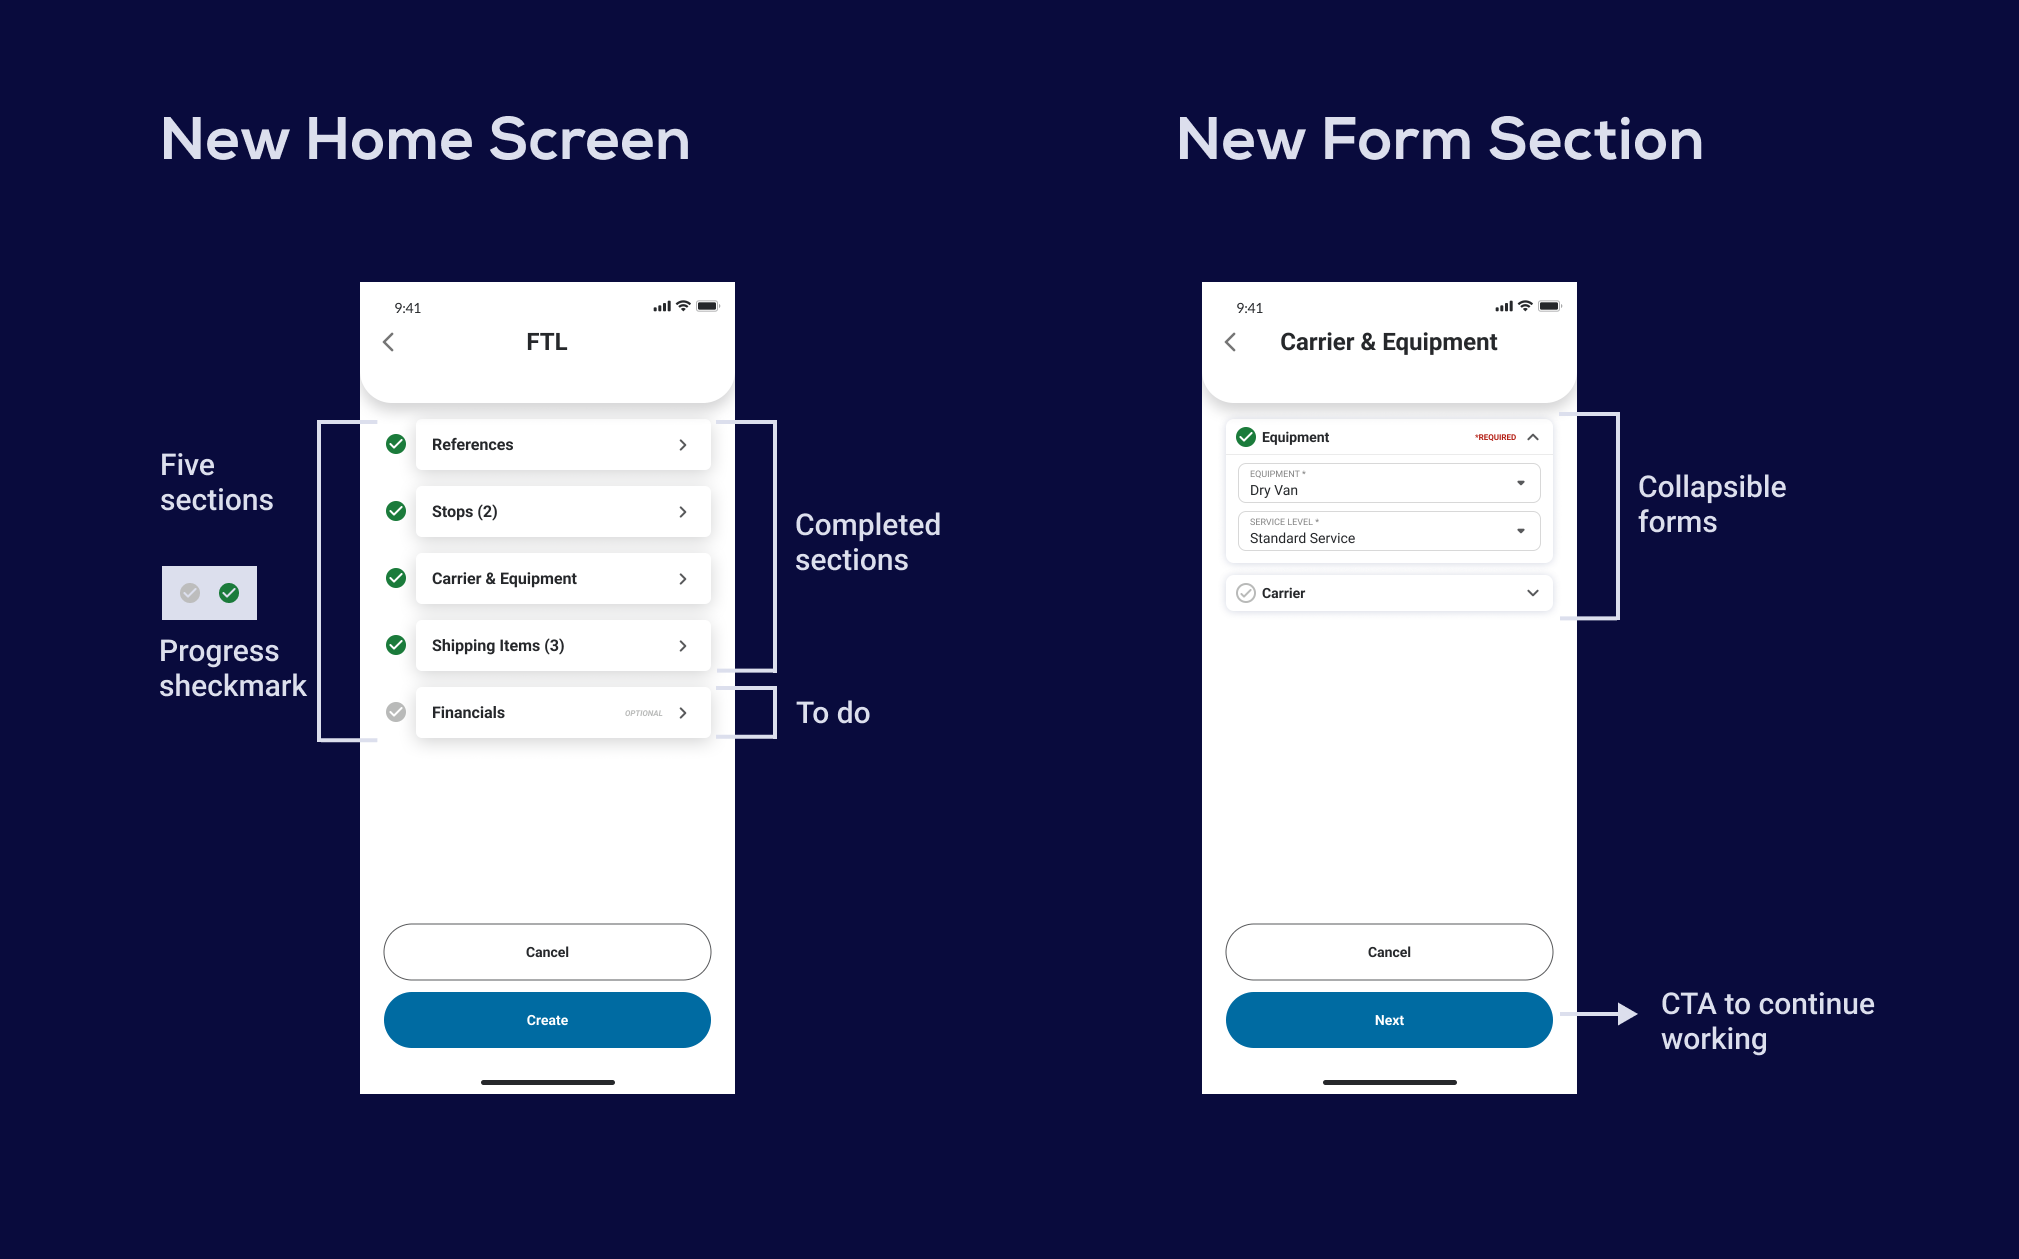 New Home Screen
New Form Section
9:41
FTL
Five
sections
Progress
sheckmark
References
Stops (2)
Carrier & Equipment
Shipping Items (3)
Financials OPTIONAL
Completed
sections
To do
Cancel
Create
9:41
Carrier & Equipment
Equipment *REQUIRED
EQUIPMENT *
Dry Van
SERVICE LEVEL *
Standard Service
Carrier
Collapsible
forms
Cancel
Next
CTA to continue
working